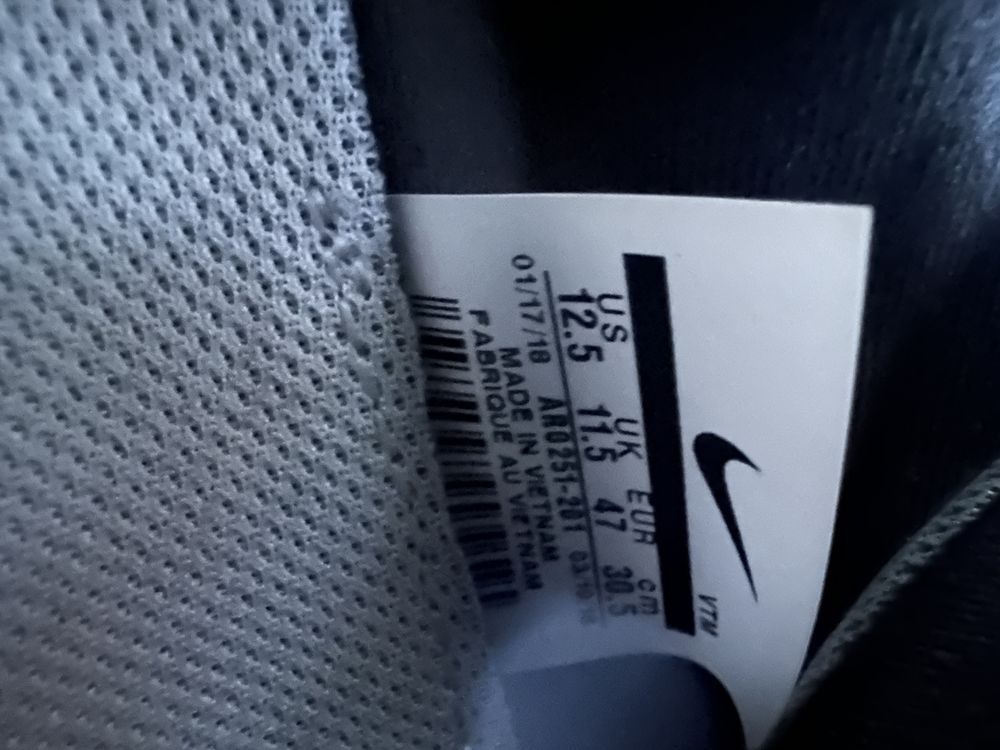 VTN
US UK EUR cm
12.5 11.5 47 30.5
01/17/18 AR0251-201
MADE IN VIETNAM
FABRIQUE AU VIETNAM